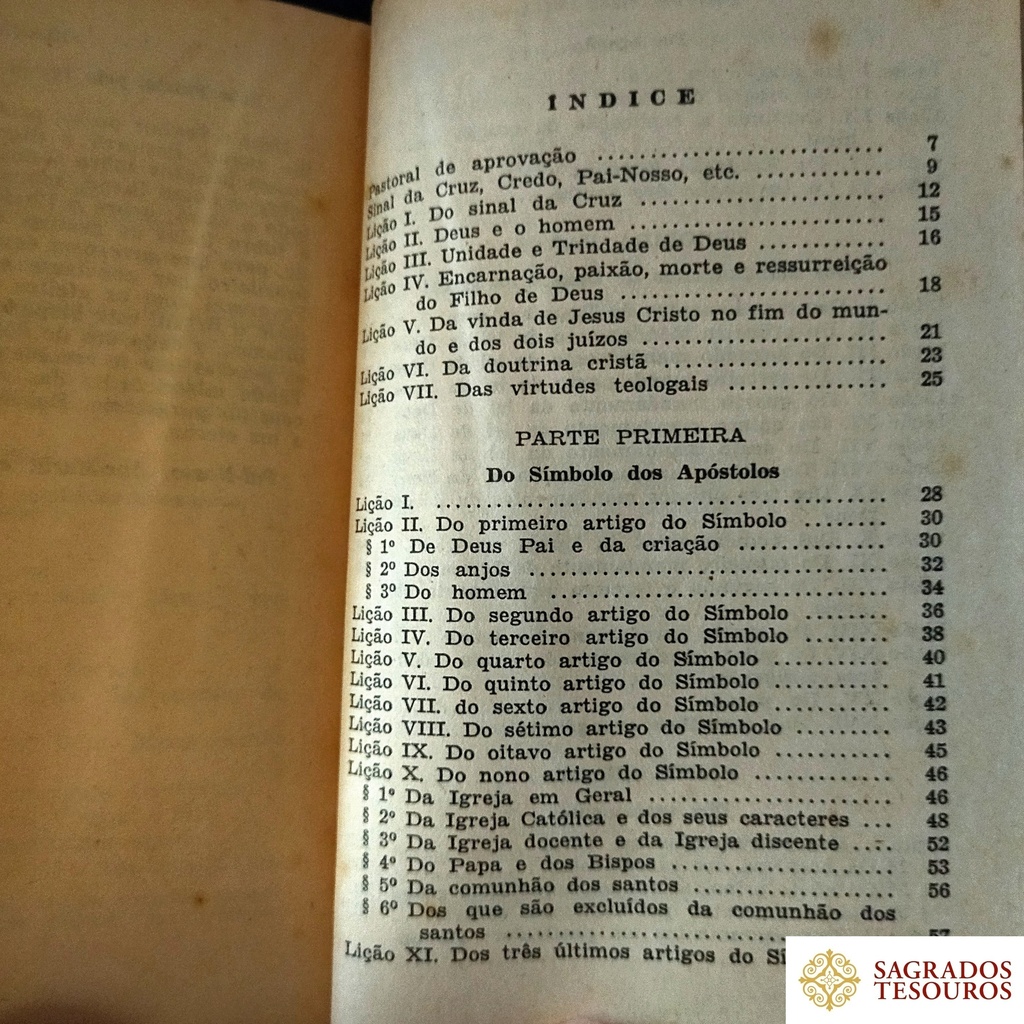 ÍNDICE
Pastoral de aprovação .............................. 7
Sinal da Cruz, Credo, Pai-Nosso, etc. ............ 9
Lição I. Do sinal da Cruz ........................ 12
Lição II. Deus e o homem ........................ 15
Lição III. Unidade e Trindade de Deus ............ 16
Lição IV. Encarnação, paixão, morte e ressurreição
do Filho de Deus ........................ 18
Lição V. Da vinda de Jesus Cristo no fim do mun-
do e dos dois juízos ...................... 21
Lição VI. Da doutrina cristã .................... 23
Lição VII. Das virtudes teologais ............... 25
PARTE PRIMEIRA
Do Símbolo dos Apóstolos
Lição I. ........................................ 28
Lição II. Do primeiro artigo do Símbolo ........ 30
§ 1º De Deus Pai e da criação .............. 30
§ 2º Dos anjos ................................. 32
§ 3º Do homem ............................... 34
Lição III. Do segundo artigo do Símbolo ........ 36
Lição IV. Do terceiro artigo do Símbolo ........ 38
Lição V. Do quarto artigo do Símbolo .......... 40
Lição VI. Do quinto artigo do Símbolo .......... 41
Lição VII. do sexto artigo do Símbolo .......... 42
Lição VIII. Do sétimo artigo do Símbolo ........ 43
Lição IX. Do oitavo artigo do Símbolo .......... 45
Lição X. Do nono artigo do Símbolo ............ 46
§ 1º Da Igreja em Geral ...................... 46
§ 2º Da Igreja Católica e dos seus caracteres ... 48
§ 3º Da Igreja docente e da Igreja discente .... 52
§ 4º Do Papa e dos Bispos .................... 53
§ 5º Da comunhão dos santos .................. 56
§ 6º Dos que são excluídos da comunhão dos
santos .............................. 57
Lição XI. Dos três últimos artigos do
SAGRADOS
TESOUROS